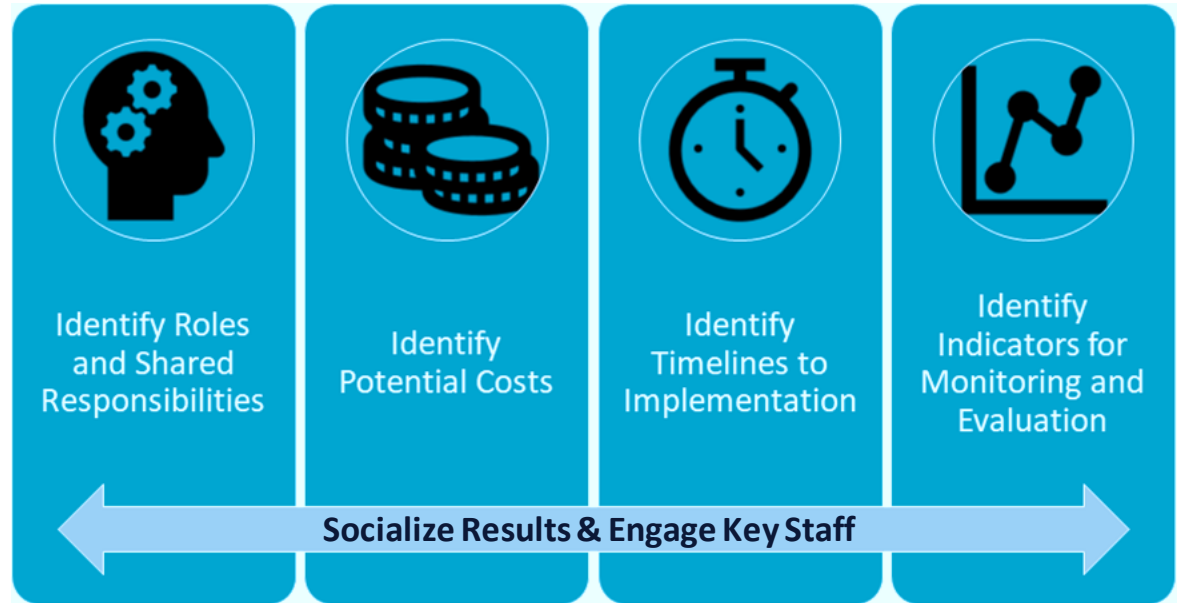 Identify Roles
and Shared
Responsibilities
Identify
Potential Costs
Identify
Timelines to
Implementation
Identify
Indicators for
Monitoring and
Evaluation
Socialize Results & Engage Key Staff